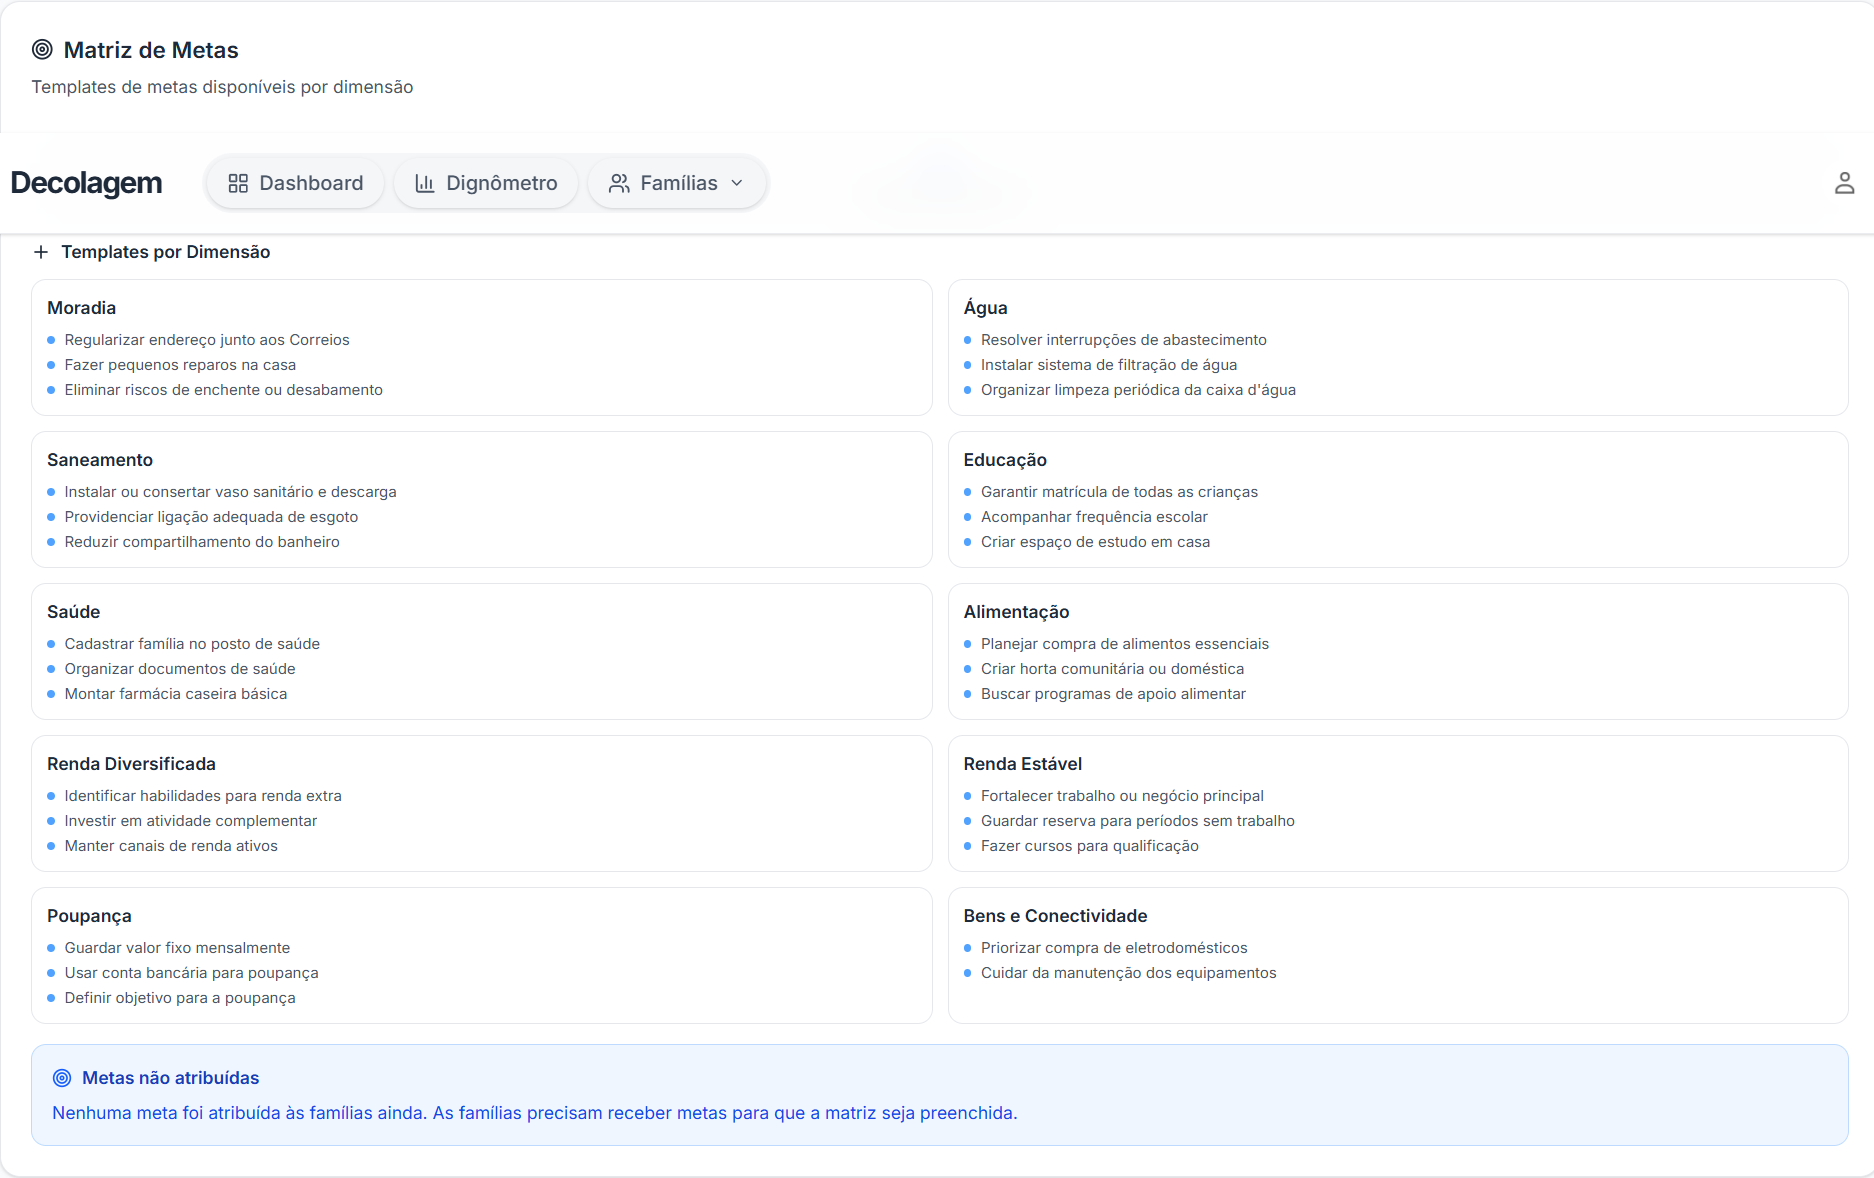 Matriz de Metas
Templates de metas disponíveis por dimensão
Decolagem
Dashboard
Dignômetro
Famílias
Templates por Dimensão
Moradia
Regularizar endereço junto aos Correios
Fazer pequenos reparos na casa
Eliminar riscos de enchente ou desabamento
Água
Resolver interrupções de abastecimento
Instalar sistema de filtração de água
Organizar limpeza periódica da caixa d'água
Saneamento
Instalar ou consertar vaso sanitário e descarga
Providenciar ligação adequada de esgoto
Reduzir compartilhamento do banheiro
Educação
Garantir matrícula de todas as crianças
Acompanhar frequência escolar
Criar espaço de estudo em casa
Saúde
Cadastrar família no posto de saúde
Organizar documentos de saúde
Montar farmácia caseira básica
Alimentação
Planejar compra de alimentos essenciais
Criar horta comunitária ou doméstica
Buscar programas de apoio alimentar
Renda Diversificada
Identificar habilidades para renda extra
Investir em atividade complementar
Manter canais de renda ativos
Renda Estável
Fortalecer trabalho ou negócio principal
Guardar reserva para períodos sem trabalho
Fazer cursos para qualificação
Poupança
Guardar valor fixo mensalmente
Usar conta bancária para poupança
Definir objetivo para a poupança
Bens e Conectividade
Priorizar compra de eletrodomésticos
Cuidar da manutenção dos equipamentos
Metas não atribuídas
Nenhuma meta foi atribuída às famílias ainda. As famílias precisam receber metas para que a matriz seja preenchida.